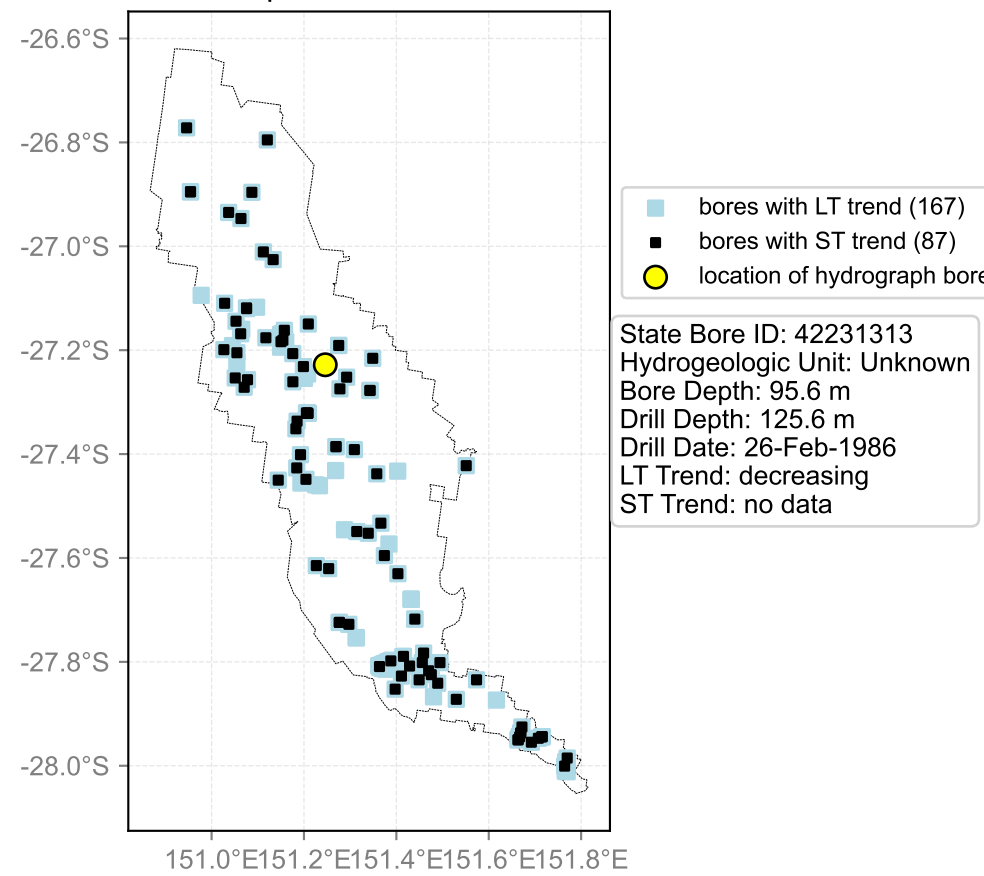 -26.6°S
-26.8°S
-27.0°S
-27.2°S
-27.4°S
-27.6°S
-27.8°S
-28.0°S
151.0°E151.2°E151.4°E151.6°E151.8°E
bores with LT trend (167)
bores with ST trend (87)
location of hydrograph bore
State Bore ID: 42231313
Hydrogeologic Unit: Unknown
Bore Depth: 95.6 m
Drill Depth: 125.6 m
Drill Date: 26-Feb-1986
LT Trend: decreasing
ST Trend: no data